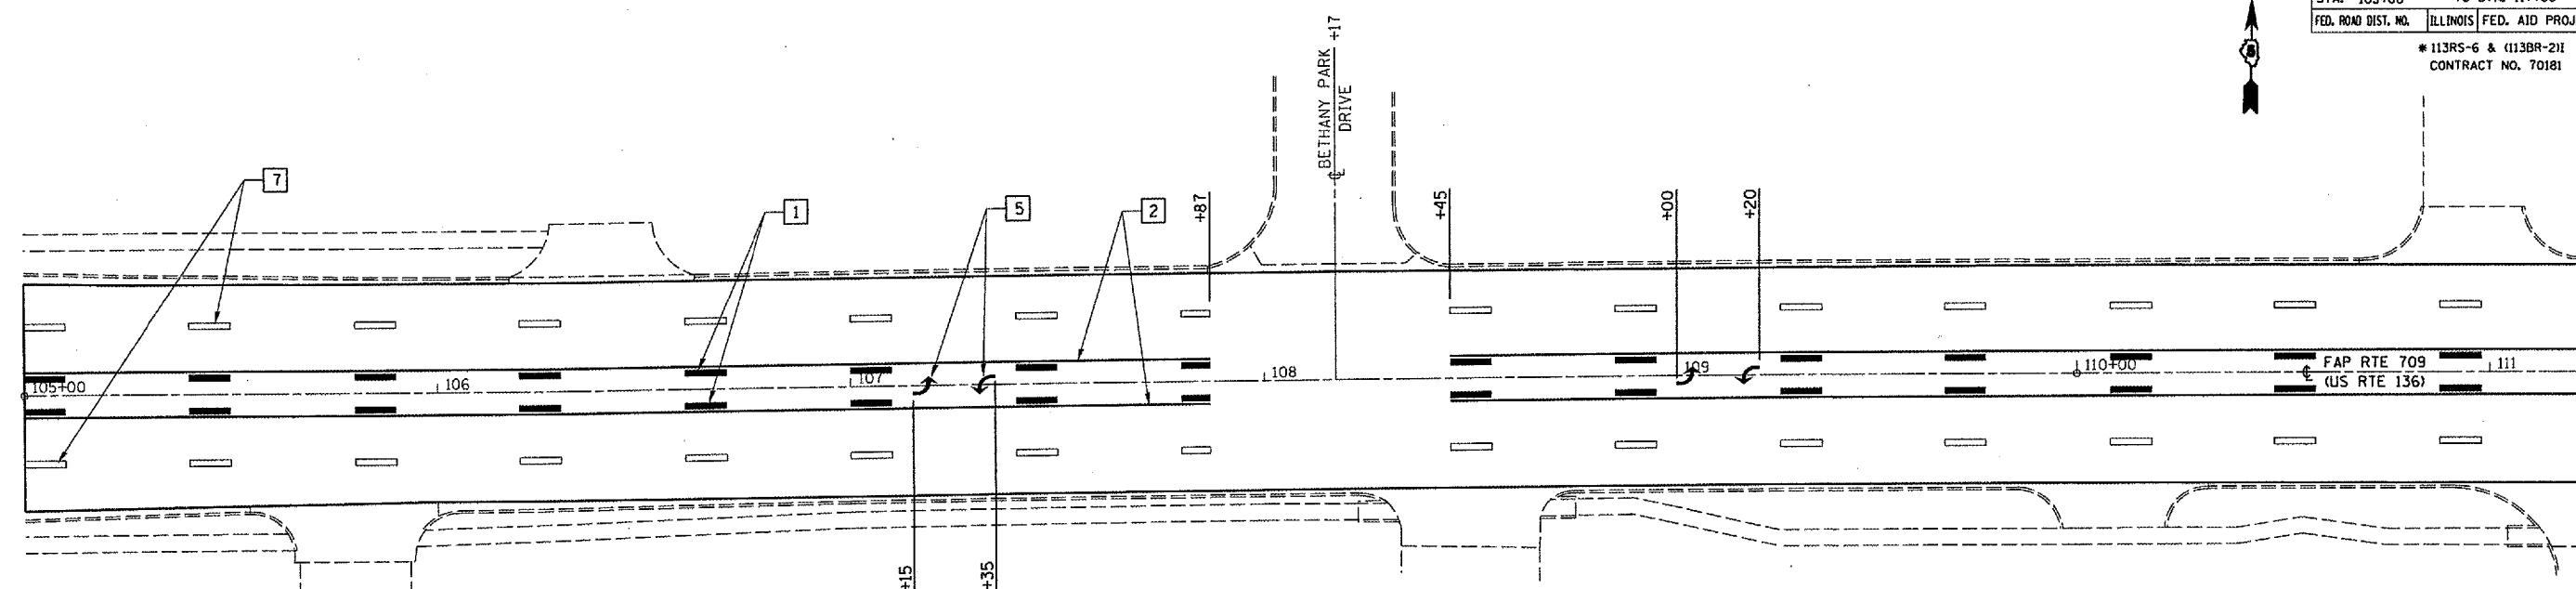 FED. ROAD DIST. NO. ILLINOIS FED. AID PROJ
* 113RS-6 & (113BR-2)I
CONTRACT NO. 70181
BETHANY PARK +17
DRIVE
7
1
5
2
+87
+45
+00
+20
105+00
106
107
108
109
110+00
111
FAP RTE 709
(US RTE 136)
+15
+35